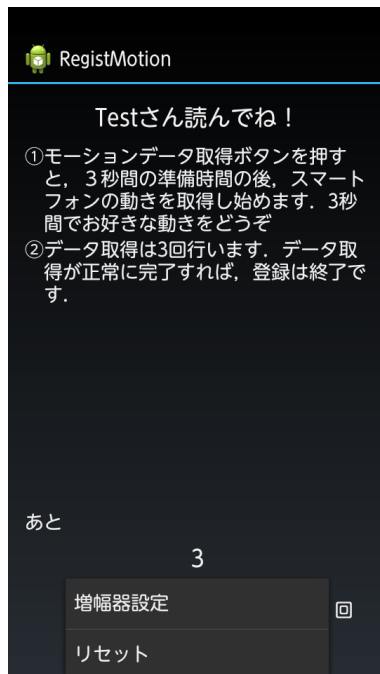 RegistMotion
Testさん読んでね！
①モーションデータ取得ボタンを押す
と，３秒間の準備時間の後，スマート
フォンの動きを取得し始めます．3秒
間でお好きな動きをどうぞ
②データ取得は3回行います．データ取
得が正常に完了すれば，登録は終了で
す．
あと
3
増幅器設定
回
リセット